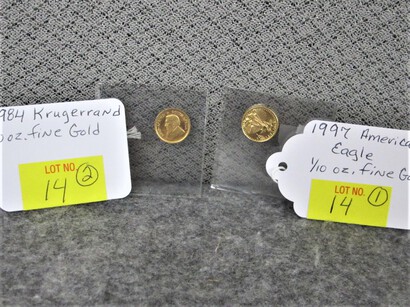 984 Krugerrand
oz. fine Gold
LOT NO.
14 2
1997 America
Eagle
1/10 oz. fine Go
LOT NO.
14 1